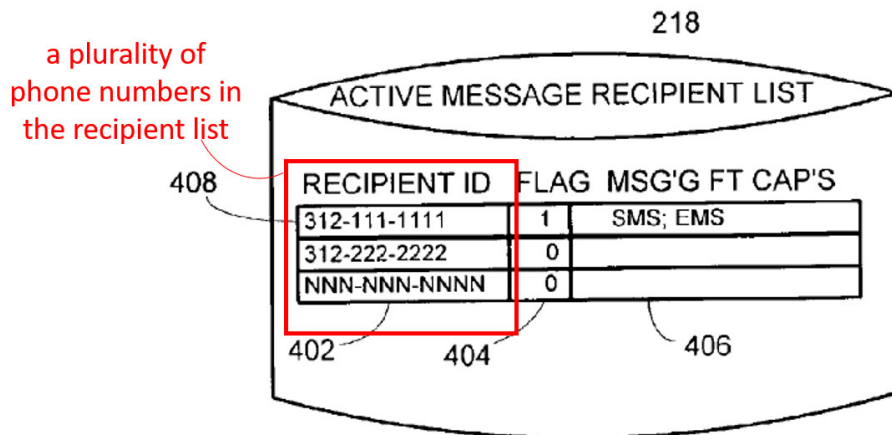 218
a plurality of
phone numbers in
the recipient list
ACTIVE MESSAGE RECIPIENT LIST
408
RECIPIENT ID FLAG MSG'G FT CAP'S
312-111-1111 1 SMS; EMS
312-222-2222 0
NNN-NNN-NNNN 0
402
404
406